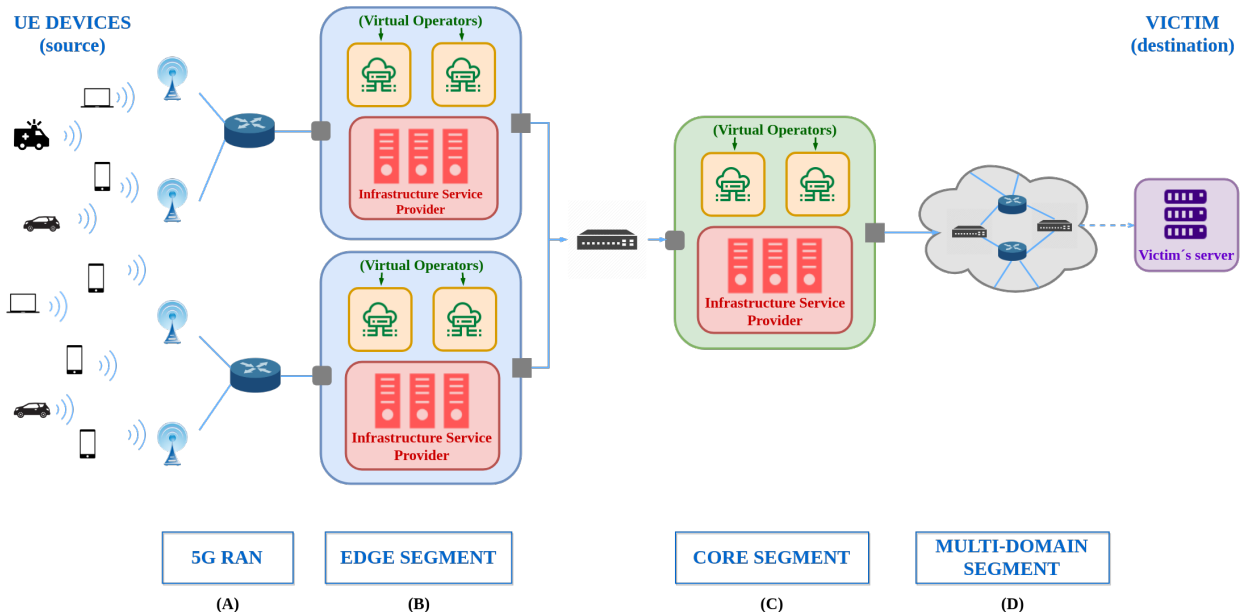 UE DEVICES
(source)
(Virtual Operators)
Infrastructure Service
Provider
(Virtual Operators)
Infrastructure Service
Provider
(Virtual Operators)
Infrastructure Service
Provider
VICTIM
(destination)
Victim´s server
5G RAN
EDGE SEGMENT
CORE SEGMENT
MULTI-DOMAIN
SEGMENT
(A)
(B)
(C)
(D)